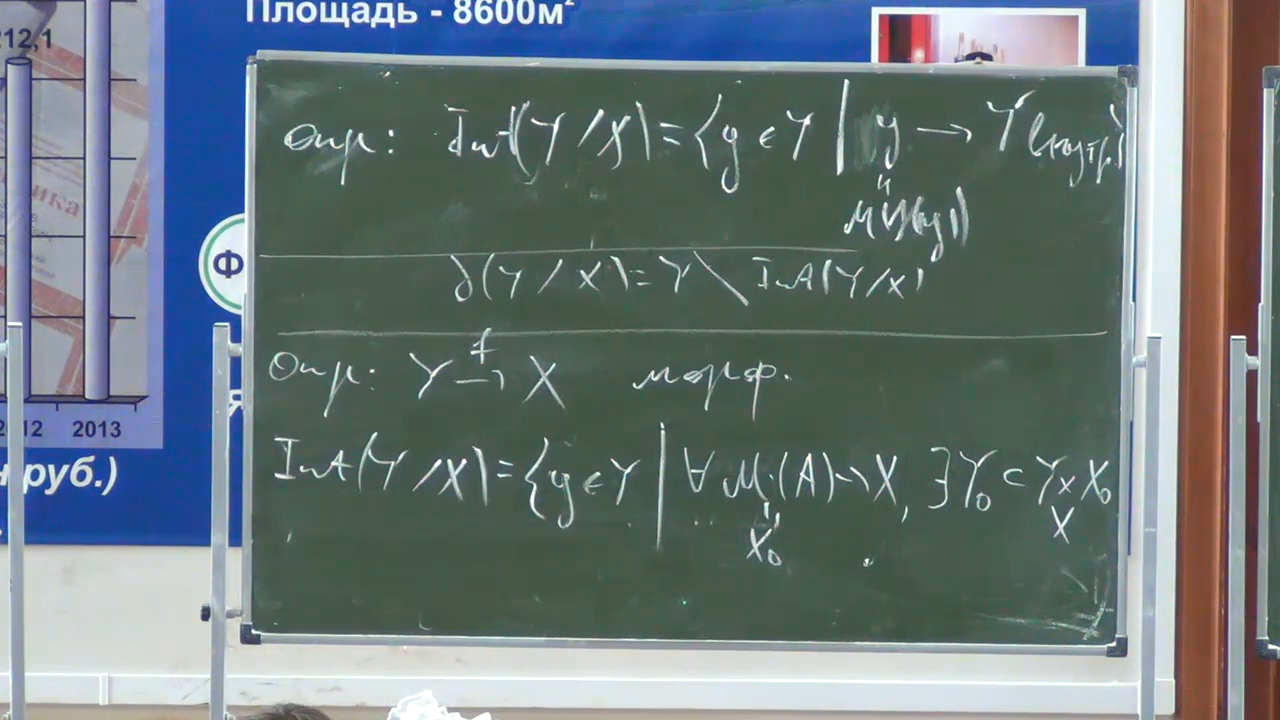 Площадь - 8600м²
212,1
Опр: Int(Y/X) = {y ∈ Y | y → Y внутр.}
"
M(H(y))
∂(Y/X) = Y \ Int(Y/X)
Опр: Y →f X морф.
Int(Y/X) = {y ∈ Y | ∀ M(A) → X, ∃ Y₀ ⊂ Y × X₀
" X
X₀
2013
руб.)
Ф